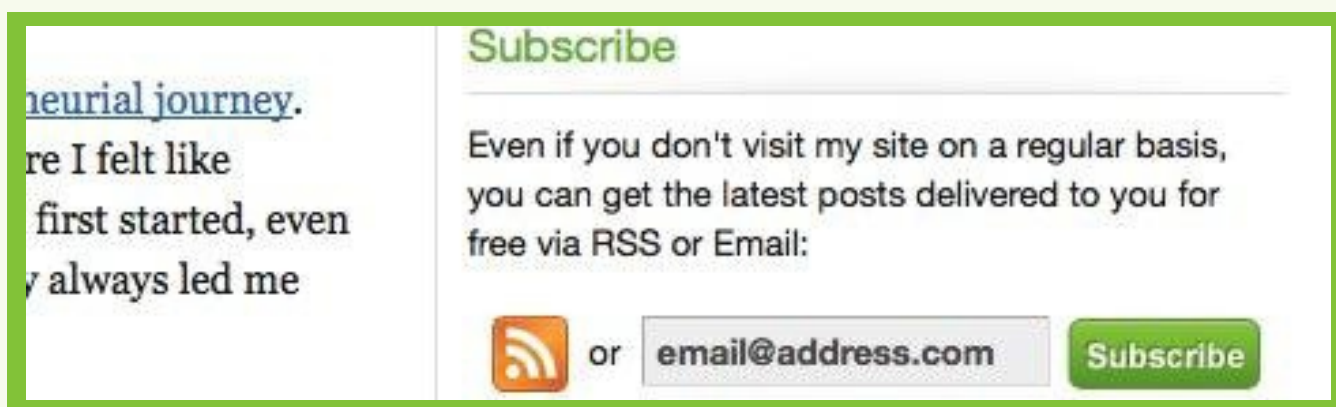 neurial journey.
re I felt like
first started, even
always led me
Subscribe
Even if you don't visit my site on a regular basis,
you can get the latest posts delivered to you for
free via RSS or Email:
or email@address.com Subscribe